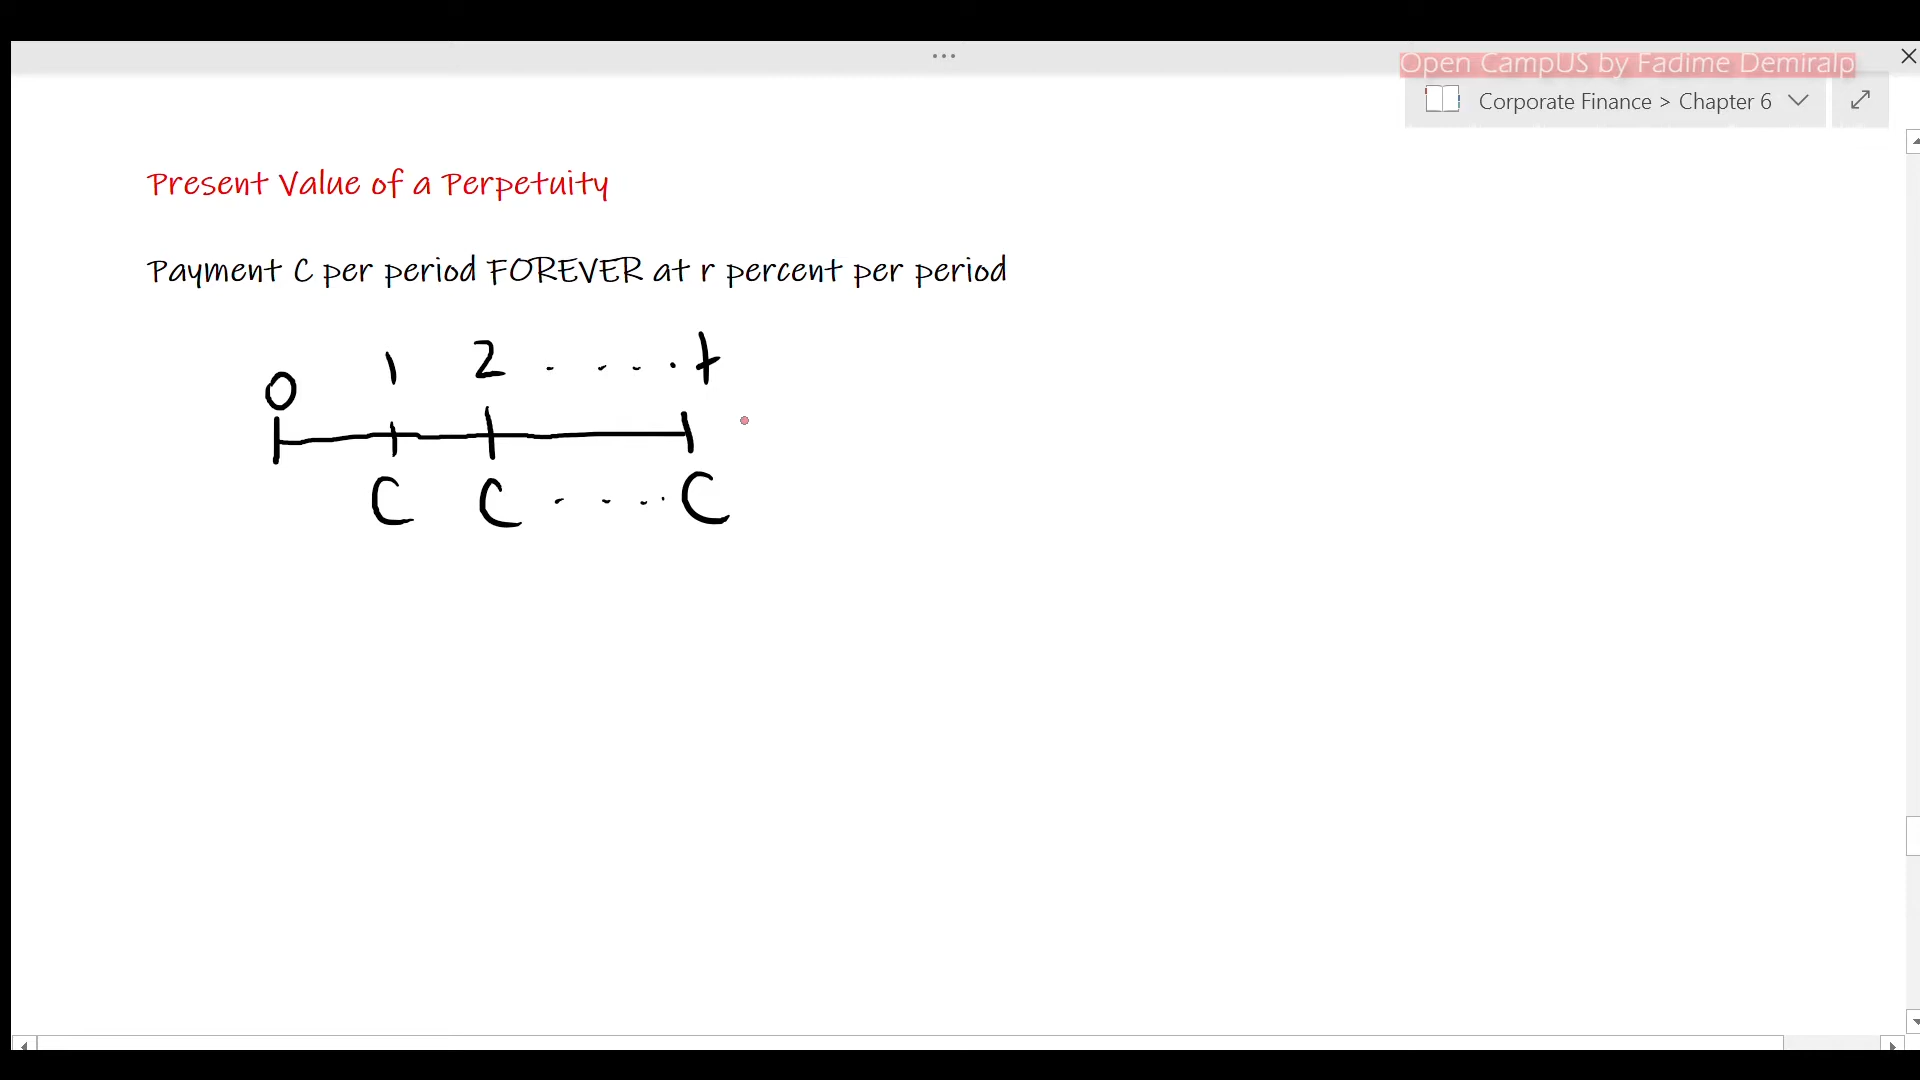 Open CampUS by Fadime Demiralp
Corporate Finance > Chapter 6
Present Value of a Perpetuity
Payment C per period FOREVER at r percent per period
0 1 2 . . . . t
C C . . . . C